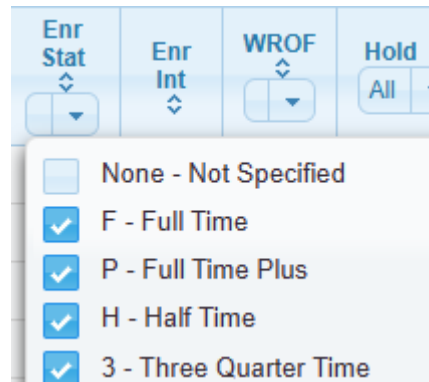 Enr Stat
Enr Int
WROF
Hold
All
None - Not Specified
F - Full Time
P - Full Time Plus
H - Half Time
3 - Three Quarter Time